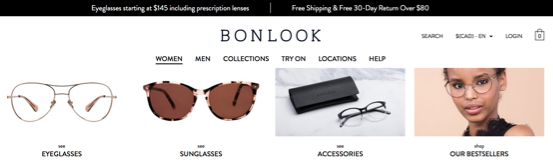 Eyeglasses starting at $145 including prescription lenses | Free Shipping & Free 30-Day Return Over $80
BONLOOK
SEARCH $(CAD) - EN LOGIN 0
WOMEN MEN COLLECTIONS TRY ON LOCATIONS HELP
see see see shop
EYEGLASSES SUNGLASSES ACCESSORIES OUR BESTSELLERS